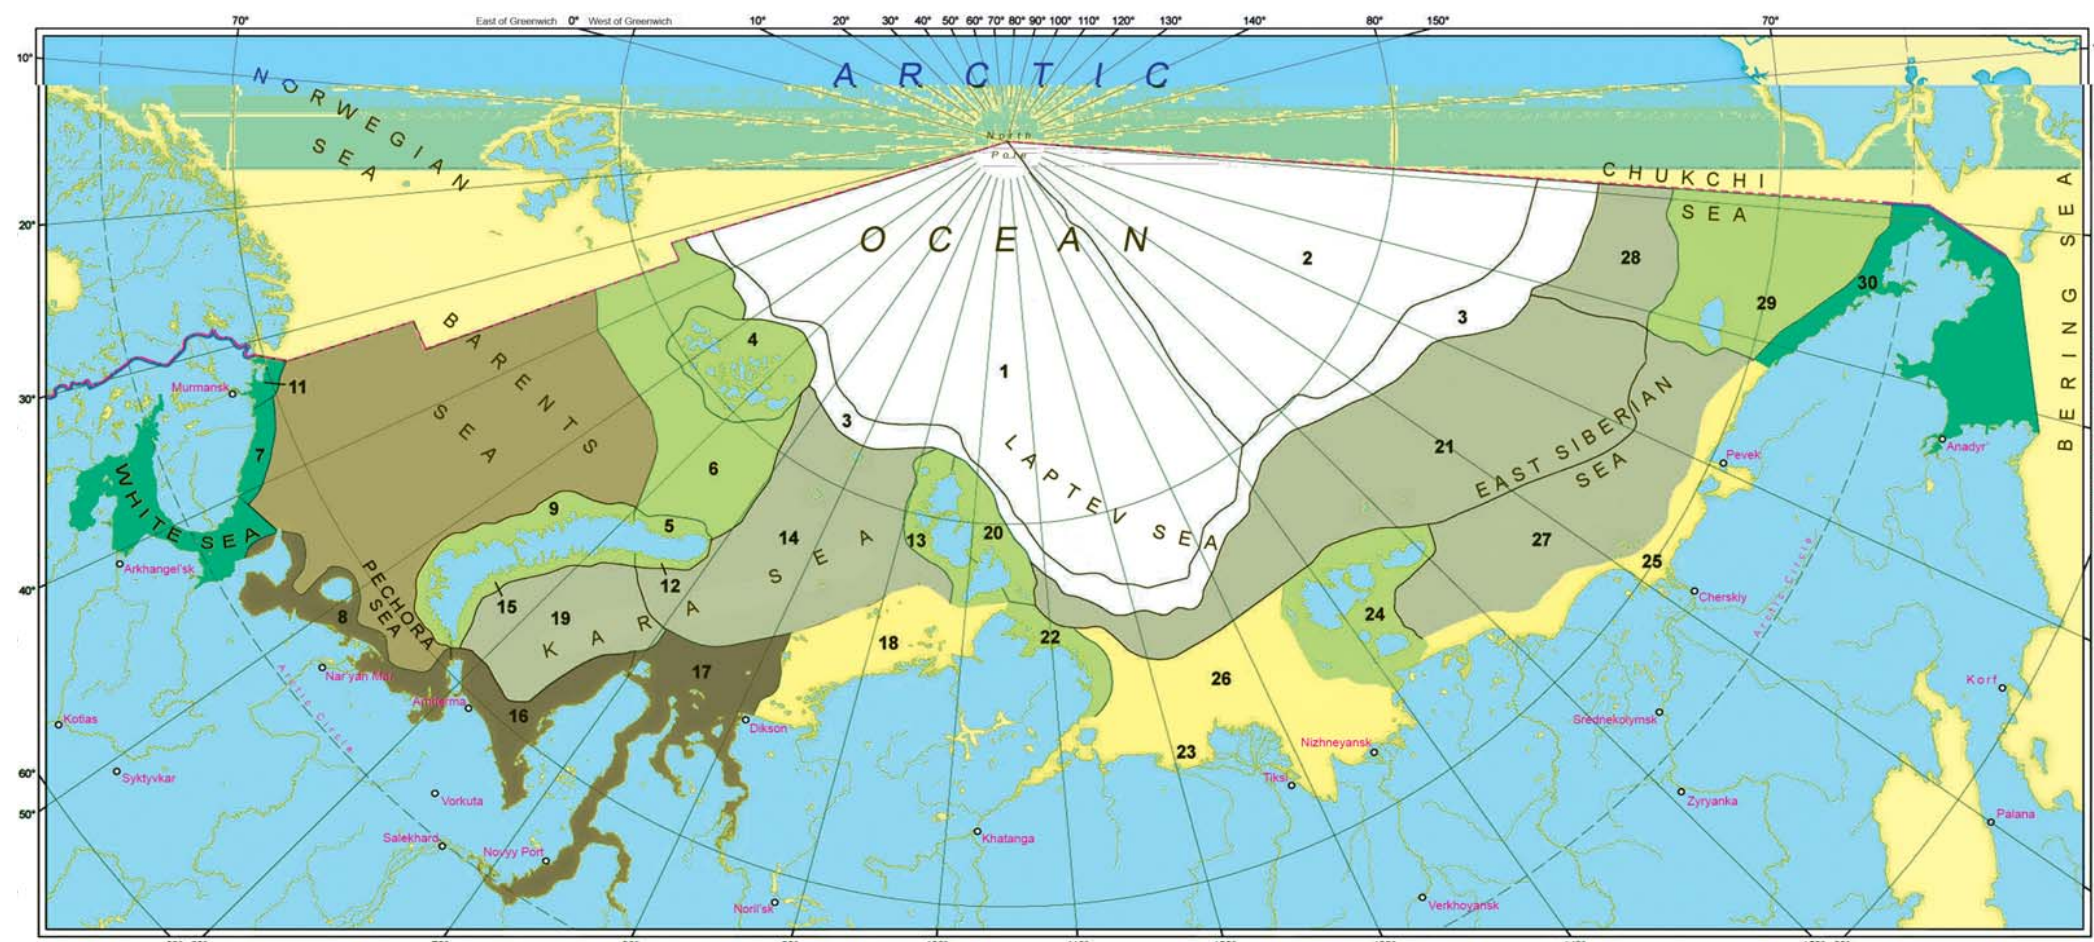 70° East of Greenwich 0° West of Greenwich 10° 20° 30° 40° 50° 60° 70° 80° 90° 100° 110° 120° 130° 140° 80° 150° 70°
10°
20°
30°
40°
60°
50°
ARCTIC
OCEAN
North
Pole
NORWEGIAN
SEA
BARENTS
SEA
WHITE SEA
PECHORA
SEA
KARA SEA
LAPTEV SEA
EAST SIBERIAN
SEA
CHUKCHI
SEA
BERING SEA
1
2
3
3
4
5
6
7
8
9
11
12
13
14
15
16
17
18
19
20
21
22
23
24
25
26
27
28
29
30
Murmansk
Arkhangel'sk
Nar'yan Mar
Amderma
Kotlas
Syktyvkar
Vorkuta
Salekhard
Novyy Port
Dikson
Noril'sk
Khatanga
Tiksi
Nizhneyansk
Verkhoyansk
Srednekolymsk
Zyryanka
Cherskiy
Pevek
Anadyr'
Korf
Palana
Arctic Circle
Arctic Circle